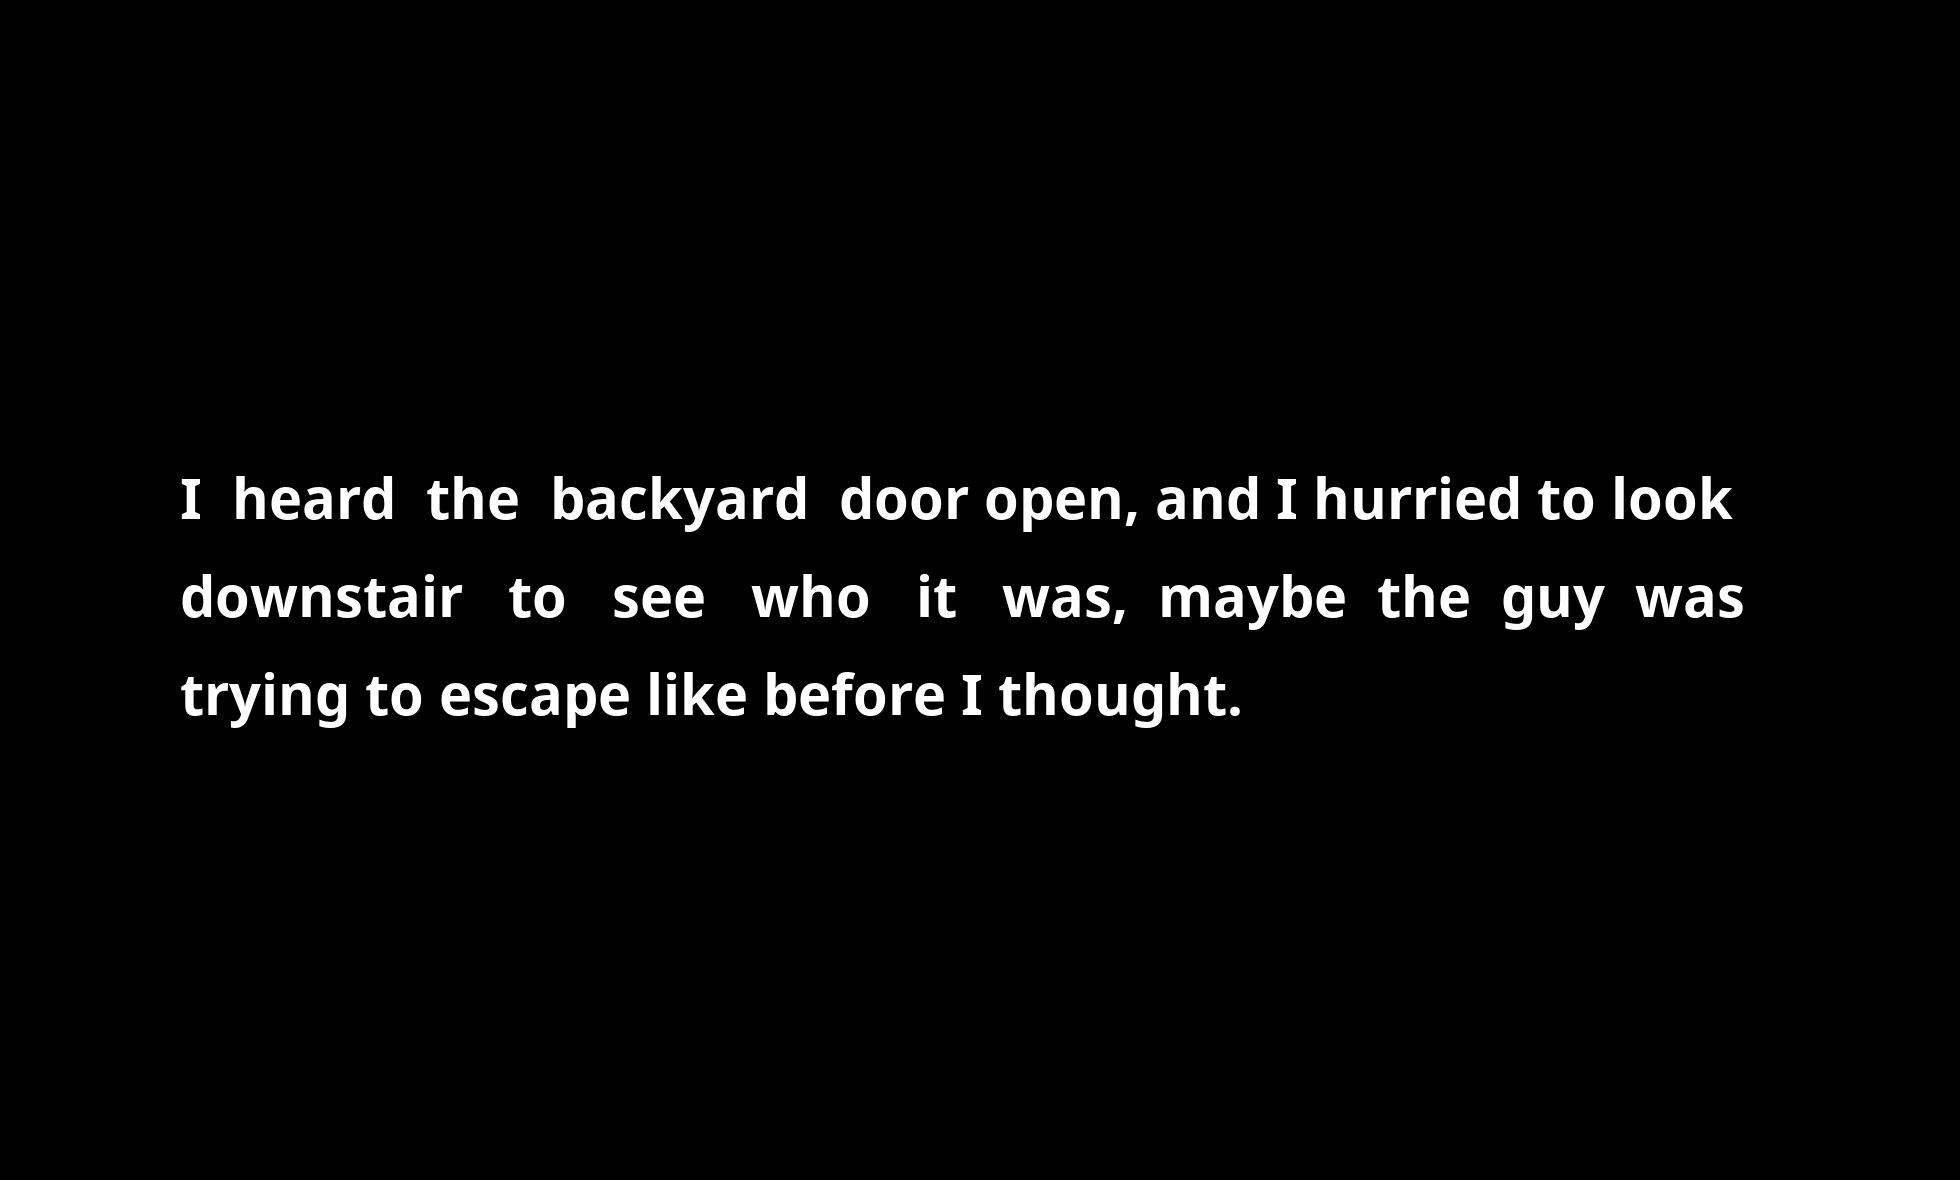 I heard the backyard door open, and I hurried to look
downstair to see who it was, maybe the guy was
trying to escape like before I thought.